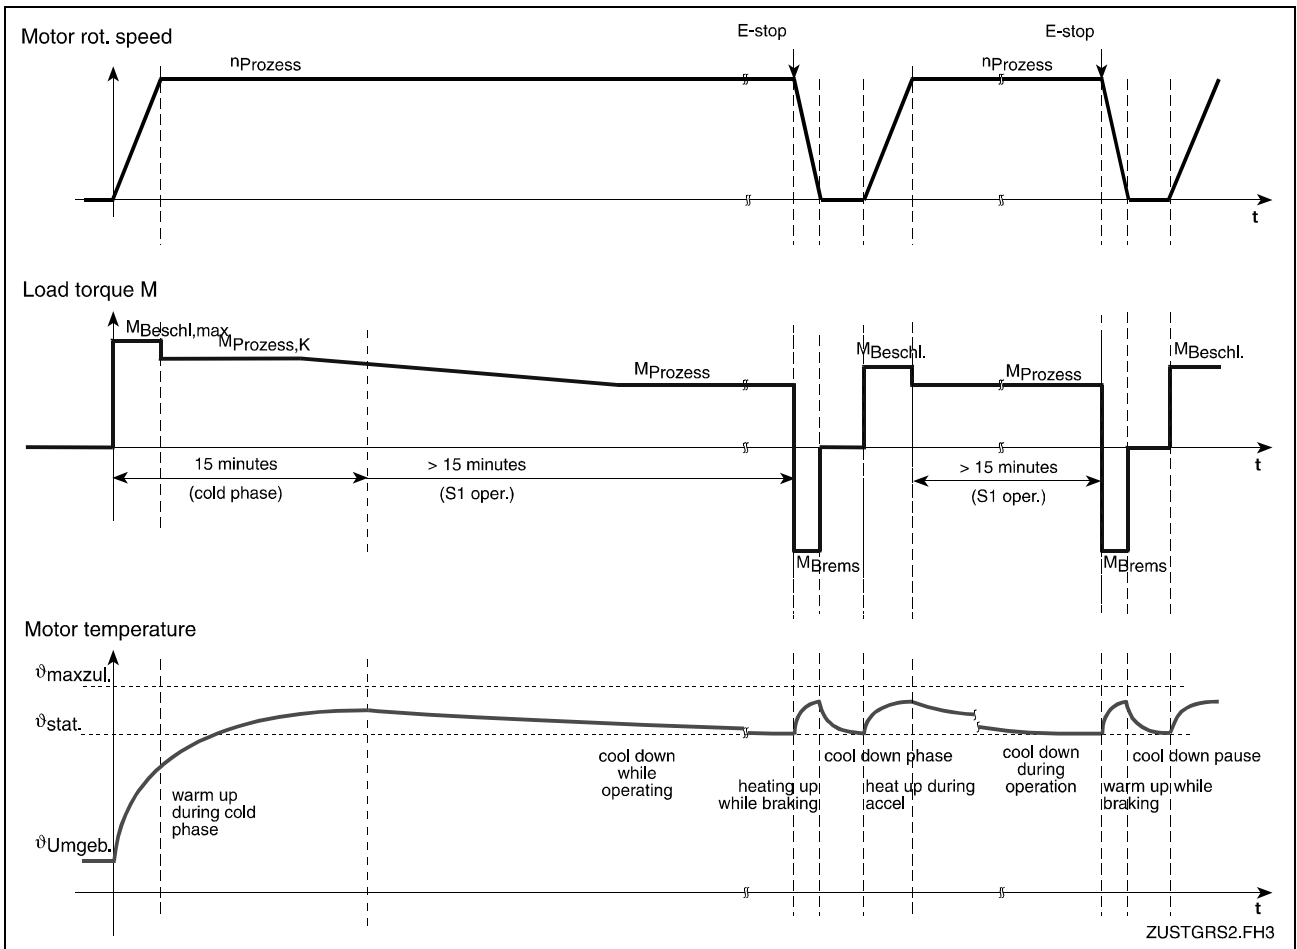 Motor rot. speed
E-stop
E-stop
nProzess
nProzess
t
Load torque M
MBeschl,max.
MProzess,K
MProzess
MBeschl.
MProzess
MBeschl.
15 minutes
(cold phase)
> 15 minutes
(S1 oper.)
> 15 minutes
(S1 oper.)
t
MBrems
MBrems
Motor temperature
ϑmaxzul.
ϑstat.
ϑUmgeb.
warm up
during cold
phase
cool down
while
operating
heating up
while braking
cool down phase
heat up during
accel
cool down
during
operation
warm up while
braking
cool down pause
t
ZUSTGRS2.FH3